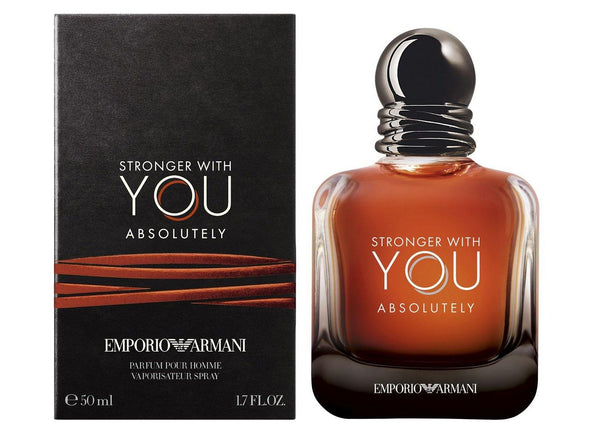 STRONGER WITH
YOU
ABSOLUTELY
EMPORIO ARMANI
PARFUM POUR HOMME
VAPORISATEUR SPRAY
℮ 50 ml 1.7 FL.OZ.
STRONGER WITH
YOU
ABSOLUTELY
EMPORIO ARMANI